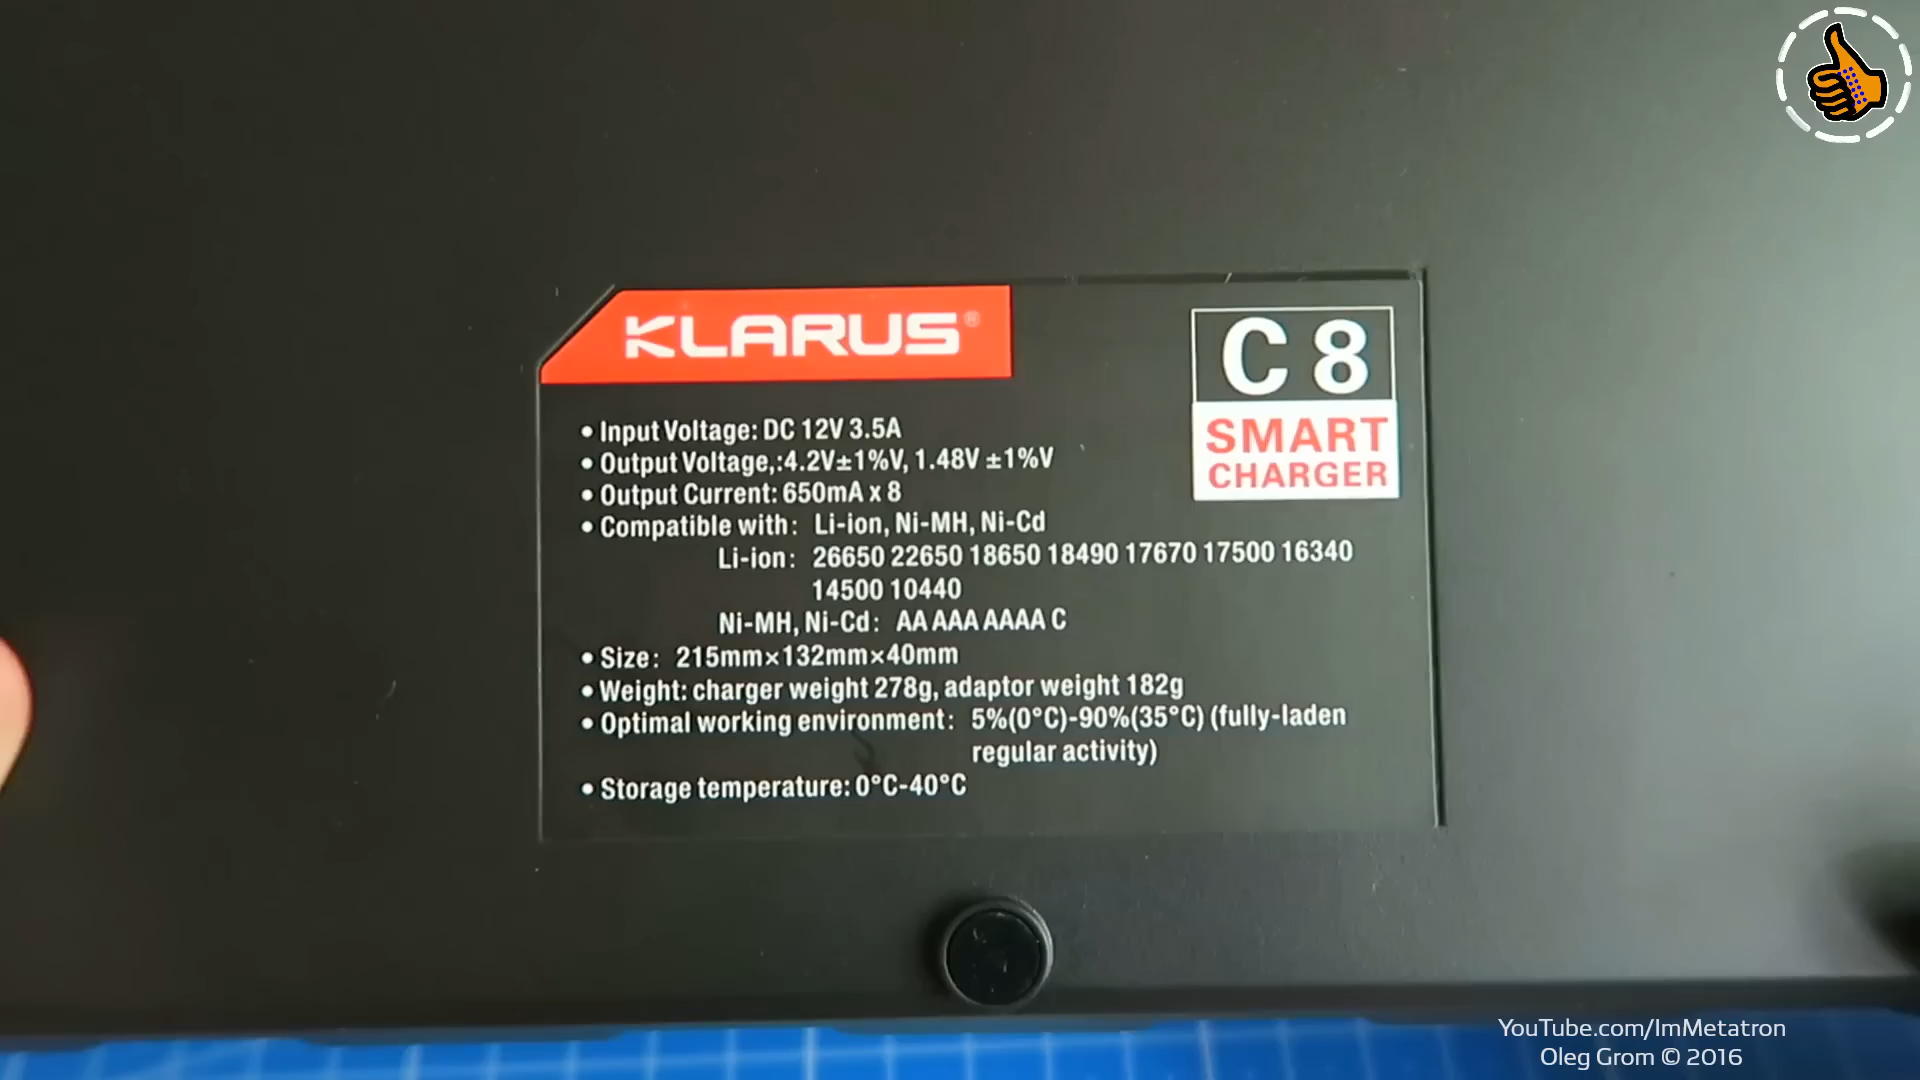 KLARUS®
C 8
SMART
CHARGER
• Input Voltage: DC 12V 3.5A
• Output Voltage,:4.2V±1%V, 1.48V ±1%V
• Output Current: 650mA x 8
• Compatible with: Li-ion, Ni-MH, Ni-Cd
Li-ion: 26650 22650 18650 18490 17670 17500 16340
14500 10440
Ni-MH, Ni-Cd: AA AAA AAAA C
• Size: 215mm×132mm×40mm
• Weight: charger weight 278g, adaptor weight 182g
• Optimal working environment: 5%(0°C)-90%(35°C) (fully-laden
regular activity)
• Storage temperature: 0°C-40°C
YouTube.com/ImMetatron
Oleg Grom © 2016